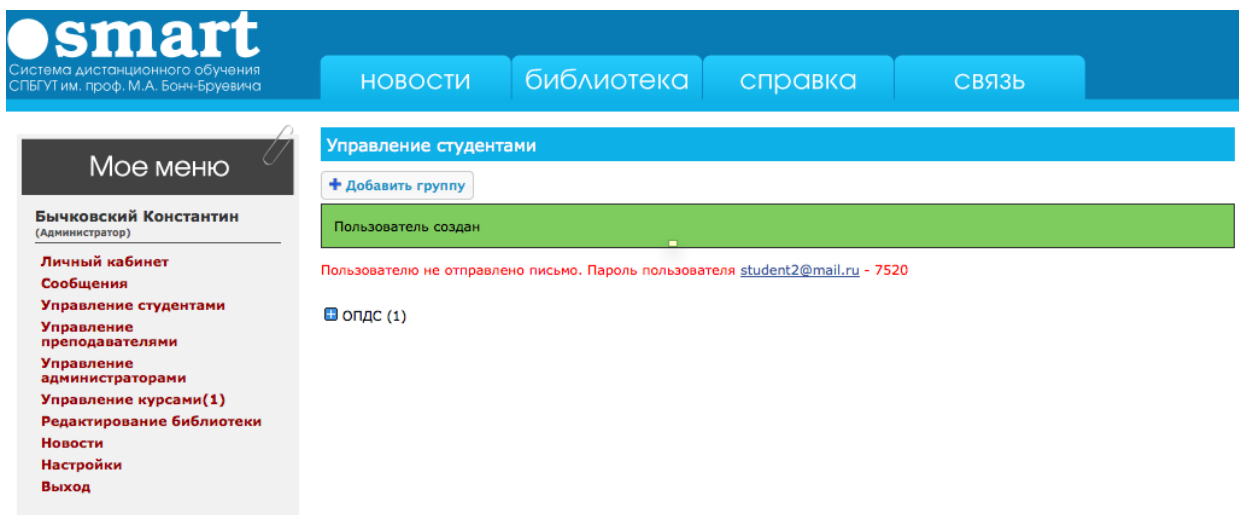 smart
Система дистанционного обучения
СПБГУТ им. проф. М.А. Бонч-Бруевича
новости
библиотека
справка
связь
Мое меню
Бычковский Константин
(Администратор)
Личный кабинет
Сообщения
Управление студентами
Управление
преподавателями
Управление
администраторами
Управление курсами(1)
Редактирование библиотеки
Новости
Настройки
Выход
Управление студентами
Добавить группу
Пользователь создан
Пользователю не отправлено письмо. Пароль пользователя student2@mail.ru - 7520
ОПДС (1)